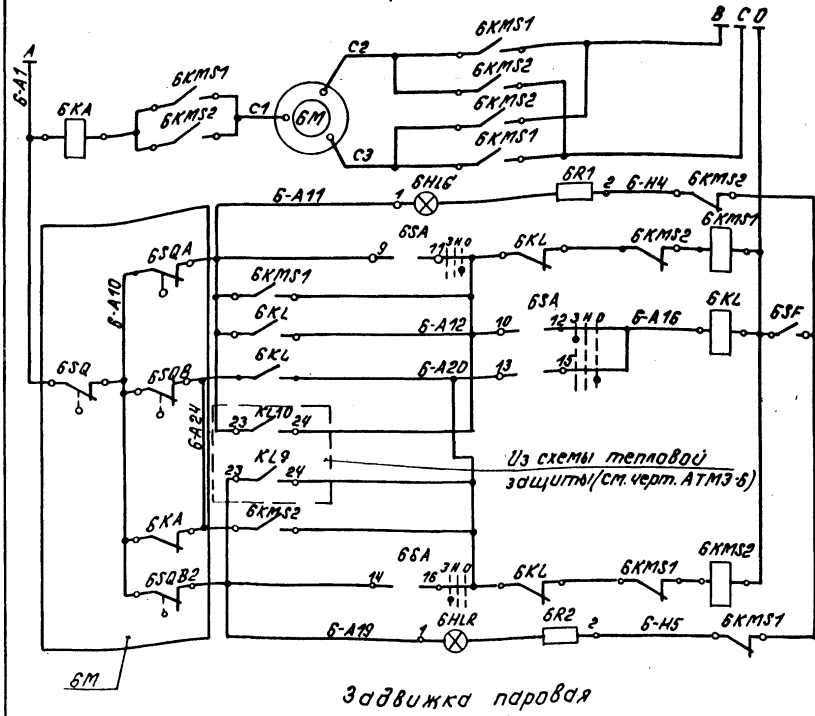 A
B C 0
6-A1
6KA
6KMS1
6KMS2
C1
C2
6M
C3
6KMS1
6KMS2
6KMS2
6KMS1
6-A11
1
6HLG
6R1
2
6-H4
6KMS2
6SQA
6-A10
9
6SA
11
З Н О
6KL
6KMS2
6KMS1
6KMS1
6KL
6-A12
10
6SA
12
З Н О
6-A16
6KL
6SF
6SQ
6SQB
6KL
6-A20
13
15
6-A24
23
KL10
24
23
KL9
24
Из схемы тепловой
защиты (см. черт. АТМ3-6)
6KA
6KMS2
6SQB2
14
6SA
16
З Н О
6KL
6KMS1
6KMS2
6-A19
1
6HLR
6R2
2
6-H5
6KMS1
6M
Задвижка паровая